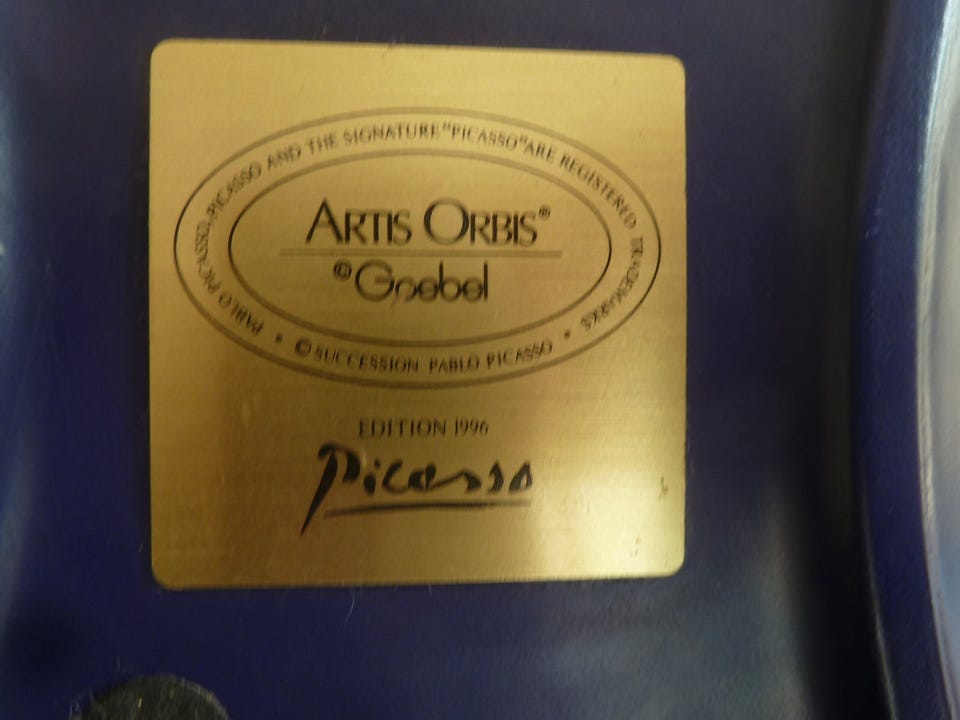 PABLO PICASSO, PICASSO AND THE SIGNATURE "PICASSO" ARE REGISTERED TRADEMARKS
ARTIS ORBIS®
© Goebel
• © SUCCESSION PABLO PICASSO •
EDITION 1996
Picasso